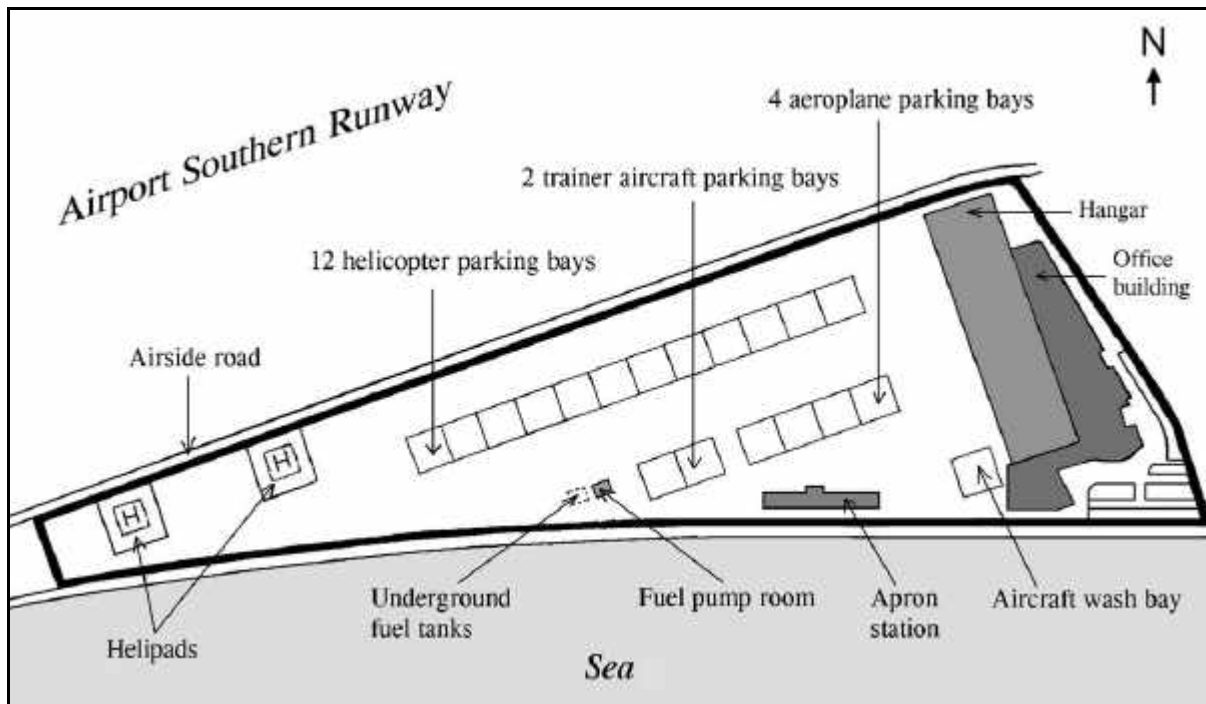 N
Airport Southern Runway
4 aeroplane parking bays
2 trainer aircraft parking bays
Hangar
12 helicopter parking bays
Office
building
Airside road
H
H
Underground
fuel tanks
Fuel pump room
Apron
station
Aircraft wash bay
Helipads
Sea